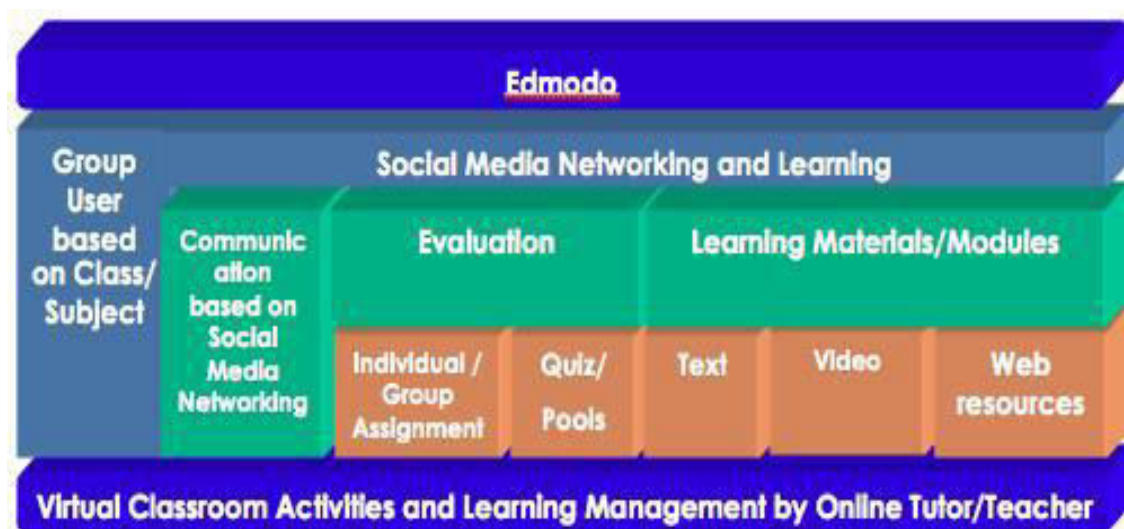 Edmodo
Group
User
based
on Class/
Subject
Social Media Networking and Learning
Communic
ation
based on
Social
Media
Networking
Evaluation
Learning Materials/Modules
Individual /
Group
Assignment
Quiz/
Pools
Text
Video
Web
resources
Virtual Classroom Activities and Learning Management by Online Tutor/Teacher